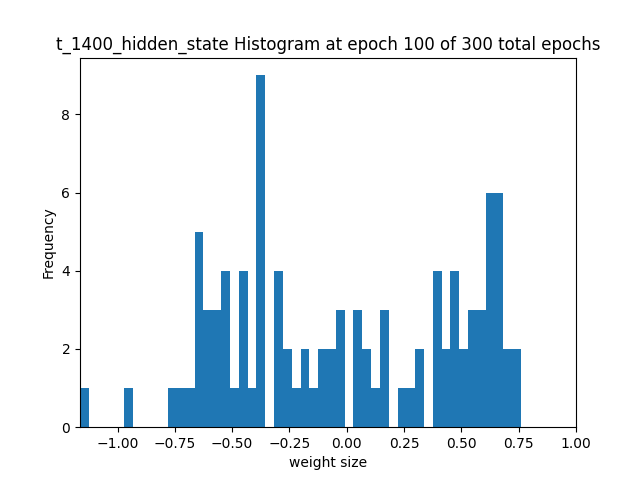 t_1400_hidden_state Histogram at epoch 100 of 300 total epochs
Frequency
8
6
4
2
0
−1.00 −0.75 −0.50 −0.25 0.00 0.25 0.50 0.75 1.00
weight size